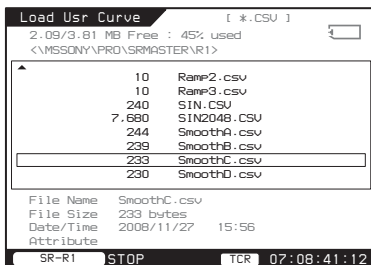 Load Usr Curve [ *.CSV ]
2.09/3.81 MB Free : 45% used
<\MSSONY\PRO\SRMASTER\R1>
10 Ramp2.csv
10 Ramp3.csv
240 SIN.CSV
7,680 SIN2048.CSV
244 SmoothA.csv
239 SmoothB.csv
233 SmoothC.csv
230 SmoothD.csv
File Name SmoothC.csv
File Size 233 bytes
Date/Time 2008/11/27 15:56
Attribute
SR-R1 STOP TCR 07:08:41:12